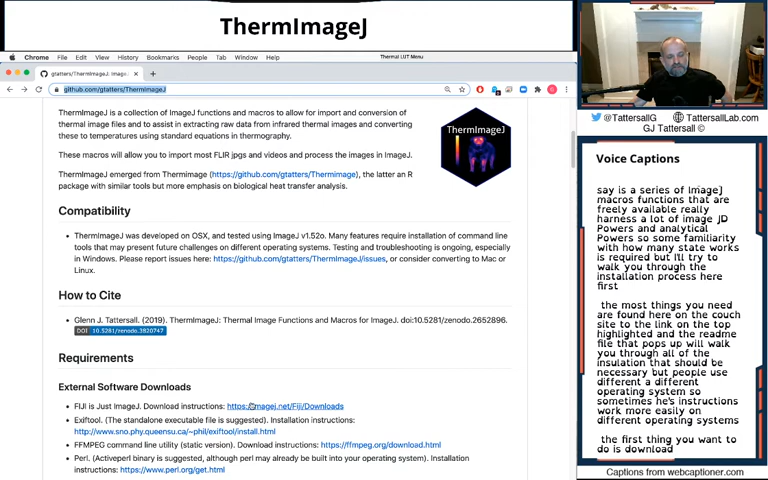 ThermImageJ
Chrome File Edit View History Bookmarks People Tab Window Help
Thermal LUT Menu
gtatters/ThermImageJ: ImageJ
github.com/gtatters/ThermImageJ
ThermImageJ is a collection of ImageJ functions and macros to allow for import and conversion of
thermal image files and to assist in extracting raw data from infrared thermal images and converting
these to temperatures using standard equations in thermography.
These macros will allow you to import most FLIR jpgs and videos and process the images in ImageJ.
ThermImageJ emerged from Thermimage (https://github.com/gtatters/Thermimage), the latter an R
package with similar tools but more emphasis on biological heat transfer analysis.
ThermImageJ
Compatibility
ThermImageJ was developed on OSX, and tested using ImageJ v1.52o. Many features require installation of command line
tools that may present future challenges on different operating systems. Testing and troubleshooting is ongoing, especially
in Windows. Please report issues here: https://github.com/gtatters/ThermImageJ/issues, or consider converting to Mac or
Linux.
How to Cite
Glenn J. Tattersall. (2019). ThermImageJ: Thermal Image Functions and Macros for ImageJ. doi:10.5281/zenodo.2652896.
DOI 10.5281/zenodo.3820747
Requirements
External Software Downloads
FIJI is Just ImageJ. Download instructions: https://imagej.net/Fiji/Downloads
Exiftool. (The standalone executable file is suggested). Installation instructions:
http://www.sno.phy.queensu.ca/~phil/exiftool/install.html
FFMPEG command line utility (static version). Download instructions: https://ffmpeg.org/download.html
Perl. (Activeperl binary is suggested, although perl may already be built into your operating system). Installation
instructions: https://www.perl.org/get.html
@TattersallG TattersallLab.com
GJ Tattersall ©
Voice Captions
say is a series of ImageJ
macros functions that are
freely available really
harness a lot of image JD
Powers and analytical
Powers so some familiarity
with how many state works
is required but I'll try to
walk you through the
installation process here
first
the most things you need
are found here on the couch
site to the link on the top
highlighted and the readme
file that pops up will walk
you through all of the
insulation that should be
necessary but people use
different a different
operating system so
sometimes he's instructions
work more easily on
different operating systems
the first thing you want to
do is download
Captions from webcaptioner.com